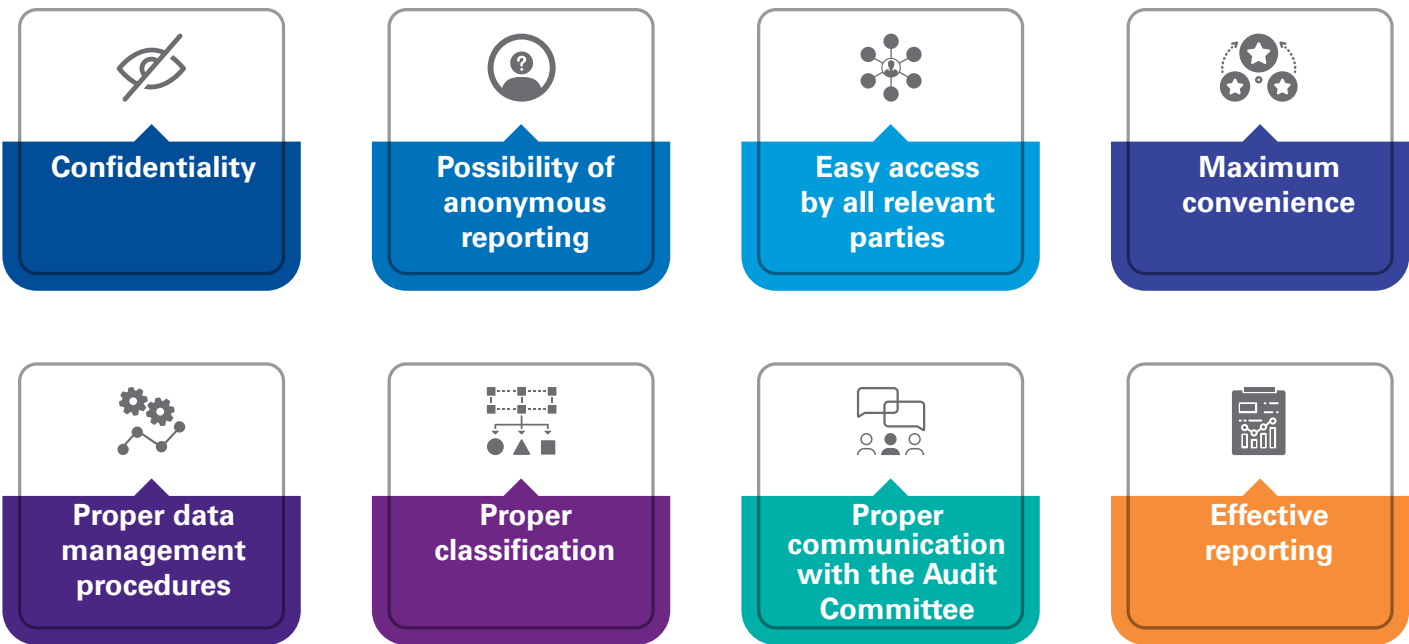 Confidentiality
Possibility of
anonymous
reporting
Easy access
by all relevant
parties
Maximum
convenience
Proper data
management
procedures
Proper
classification
Proper
communication
with the Audit
Committee
Effective
reporting